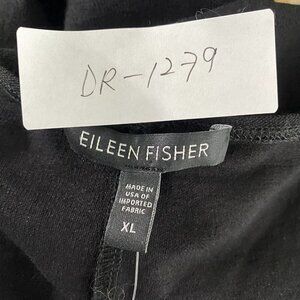 DR-1279
EILEEN FISHER
MADE IN
USA OF
IMPORTED
FABRIC
XL